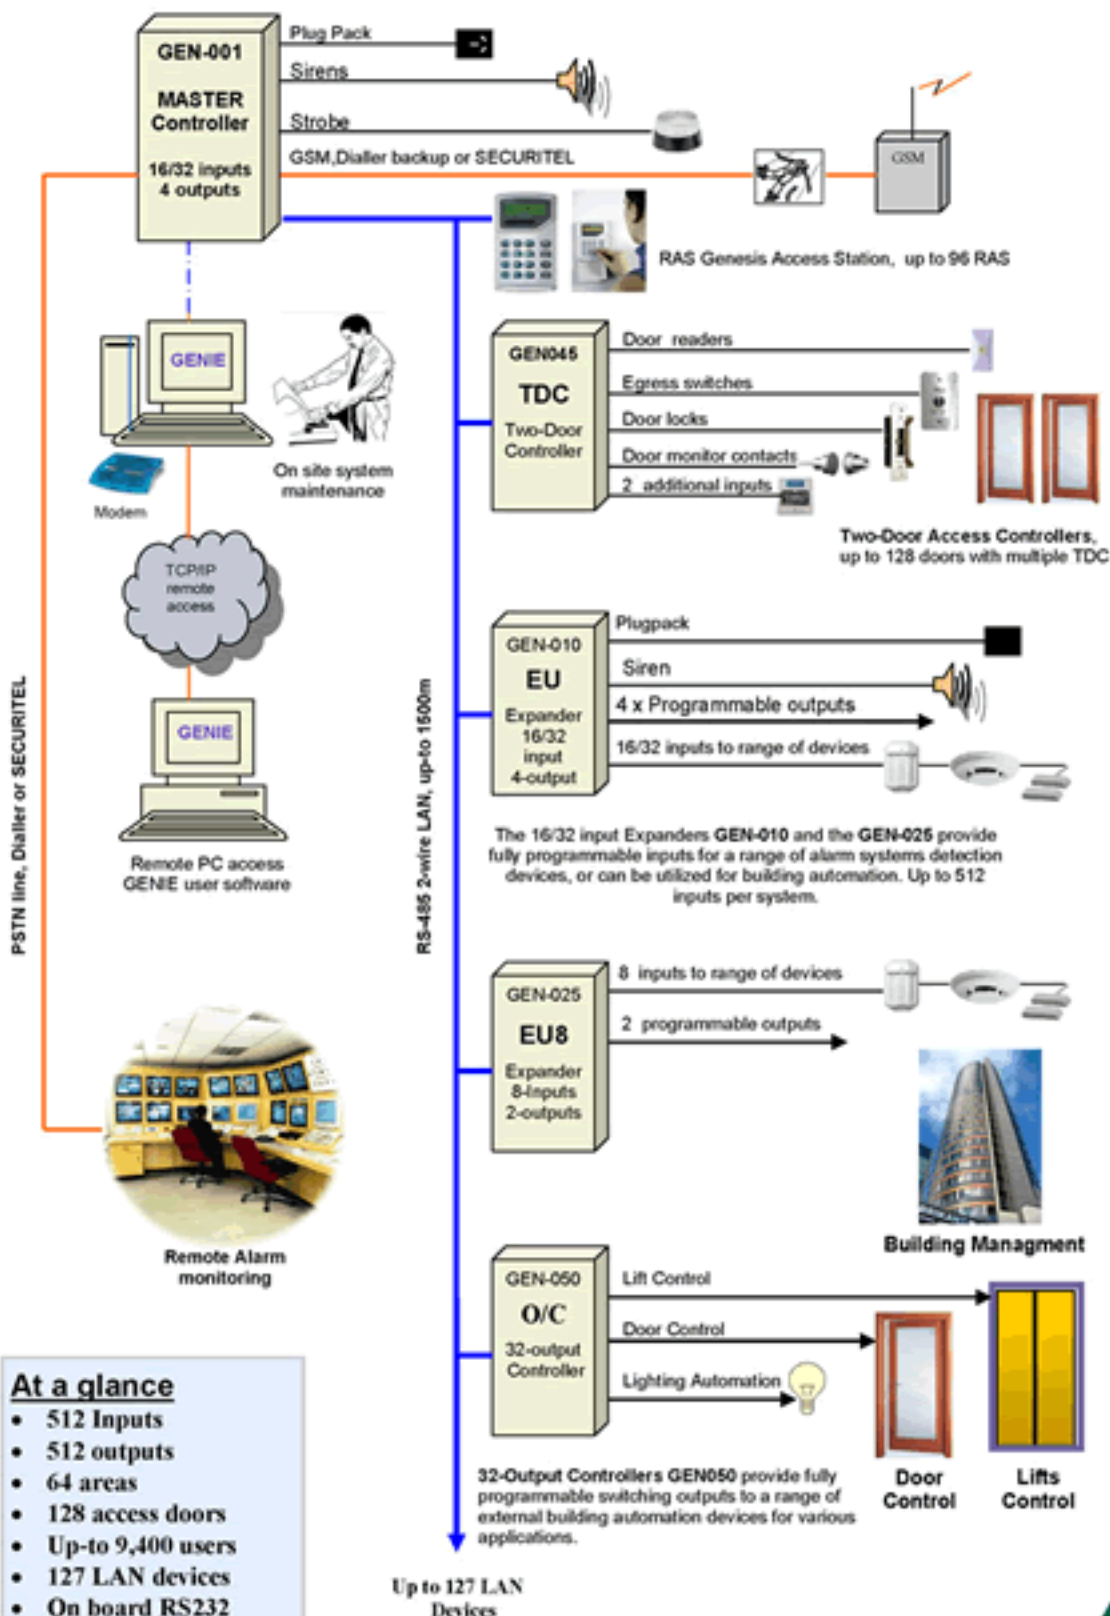 GEN-001
MASTER
Controller
16/32 inputs
4 outputs
Plug Pack
Sirens
Strobe
GSM,Dialler backup or SECURITEL
GSM
RAS Genesis Access Station, up to 96 RAS
GENIE
On site system
maintenance
Modem
TCP/IP
remote
access
GENIE
Remote PC access
GENIE user software
PSTN line, Dialler or SECURITEL
RS-485 2-wire LAN, up-to 1500m
GEN045
TDC
Two-Door
Controller
Door readers
Egress switches
Door locks
Door monitor contacts
2 additional inputs
Two-Door Access Controllers,
up to 128 doors with multiple TDC
GEN-010
EU
Expander
16/32
input
4-output
Plugpack
Siren
4 x Programmable outputs
16/32 inputs to range of devices
The 16/32 input Expanders GEN-010 and the GEN-025 provide
fully programmable inputs for a range of alarm systems detection
devices, or can be utilized for building automation. Up to 512
inputs per system.
GEN-025
EU8
Expander
8-Inputs
2-outputs
8 inputs to range of devices
2 programmable outputs
Building Managment
Remote Alarm
monitoring
GEN-050
O/C
32-output
Controller
Lift Control
Door Control
Lighting Automation
Door
Control
Lifts
Control
32-Output Controllers GEN050 provide fully
programmable switching outputs to a range of
external building automation devices for various
applications.
Up to 127 LAN
Devices
At a glance
• 512 Inputs
• 512 outputs
• 64 areas
• 128 access doors
• Up-to 9,400 users
• 127 LAN devices
• On board RS232